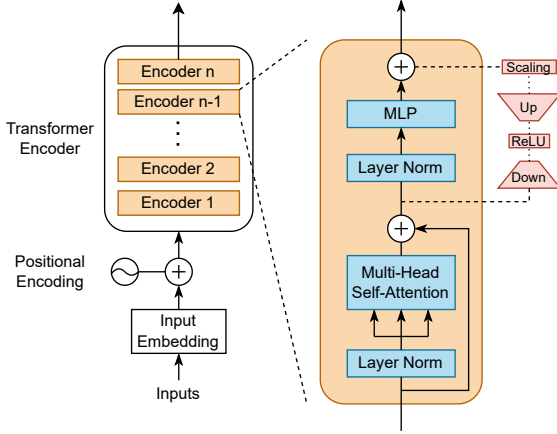 Encoder n
Encoder n-1
Transformer
Encoder
Encoder 2
Encoder 1
Positional
Encoding
Input
Embedding
Inputs
Scaling
Up
MLP
ReLU
Layer Norm
Down
Multi-Head
Self-Attention
Layer Norm